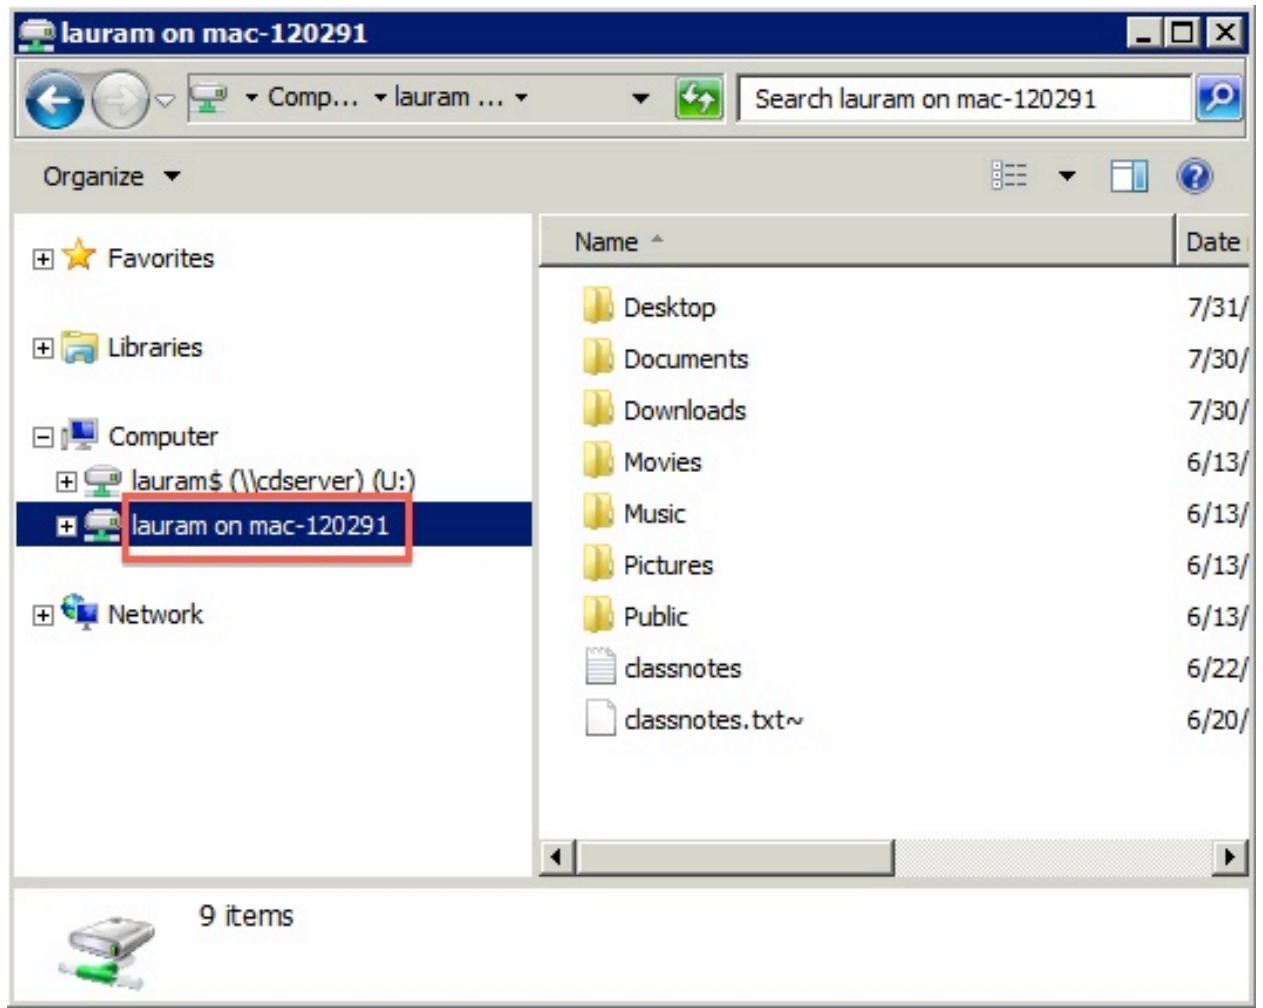 lauram on mac-120291
Comp... lauram ... Search lauram on mac-120291
Organize
Favorites
Libraries
Computer
lauram$ (\\cdserver) (U:)
lauram on mac-120291
Network
Name Date
Desktop 7/31/
Documents 7/30/
Downloads 7/30/
Movies 6/13/
Music 6/13/
Pictures 6/13/
Public 6/13/
classnotes 6/22/
classnotes.txt~ 6/20/
9 items